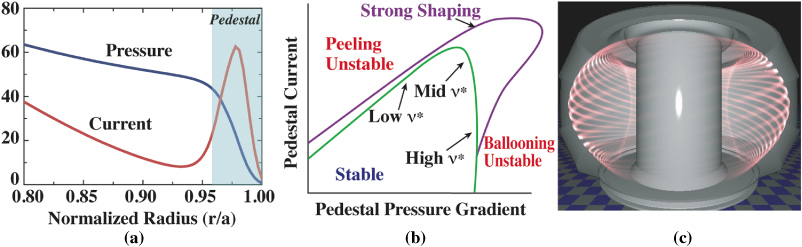 80
60
40
20
0
Pedestal
Pressure
Current
0.80
0.85
0.90
0.95
1.00
Normalized Radius (r/a)
(a)
Strong Shaping
Peeling
Unstable
Mid ν*
Low ν*
High ν*
Ballooning
Unstable
Stable
Pedestal Current
Pedestal Pressure Gradient
(b)
(c)